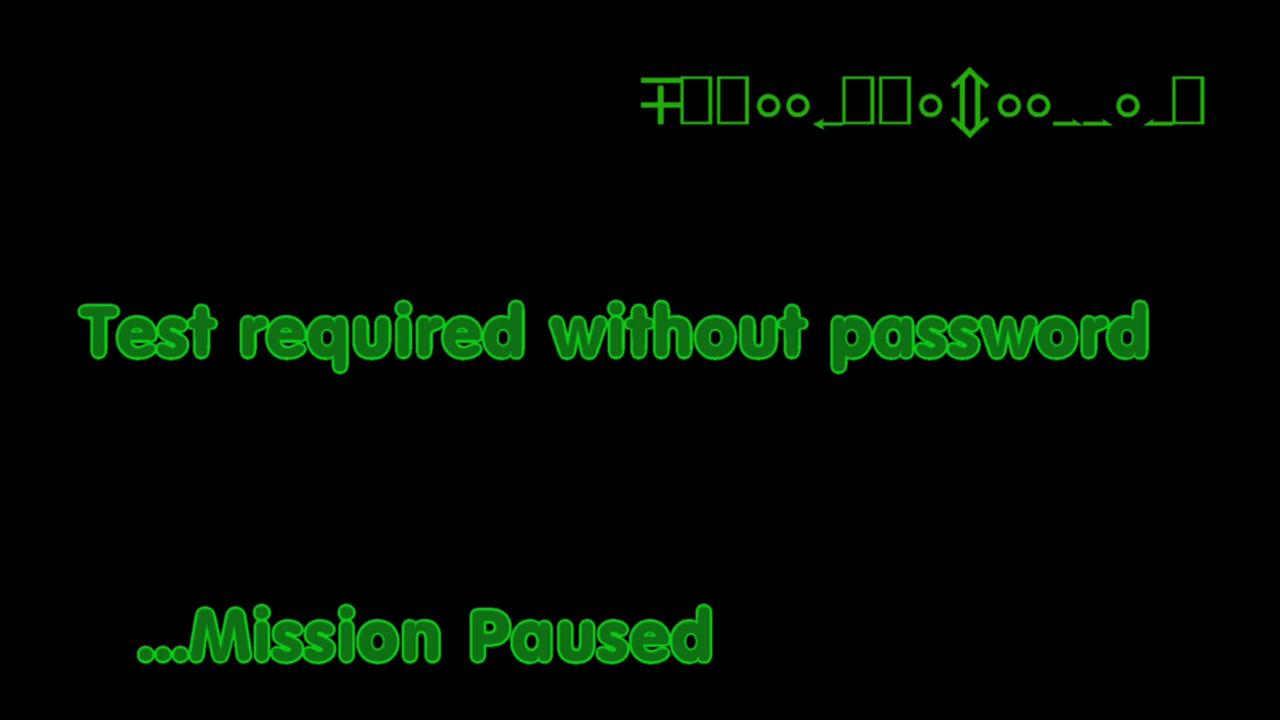 ∓▯▯∘∘↽▯▯∘⇕∘∘⇁⇁∘↽▯
Test required without password
...Mission Paused